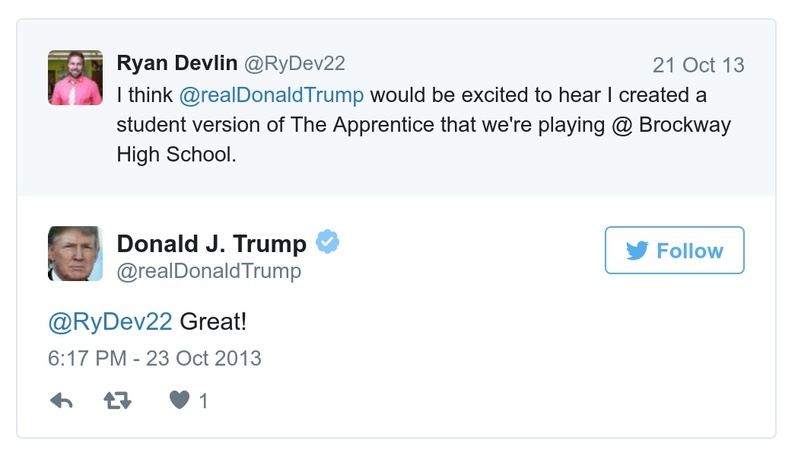 Ryan Devlin @RyDev22 21 Oct 13
I think @realDonaldTrump would be excited to hear I created a
student version of The Apprentice that we're playing @ Brockway
High School.
Donald J. Trump
Follow
@realDonaldTrump
@RyDev22 Great!
6:17 PM - 23 Oct 2013
1